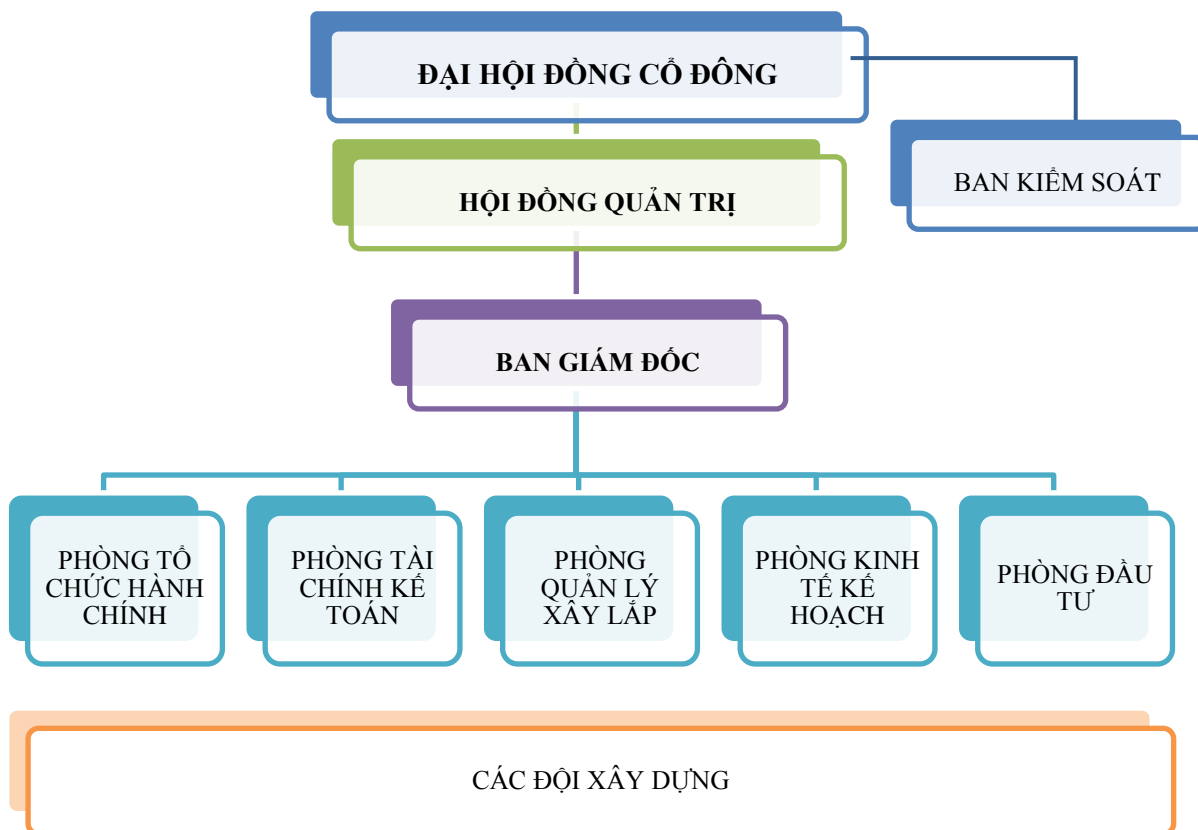 ĐẠI HỘI ĐỒNG CỔ ĐÔNG
BAN KIỂM SOÁT
HỘI ĐỒNG QUẢN TRỊ
BAN GIÁM ĐỐC
PHÒNG TỔ
CHỨC HÀNH
CHÍNH
PHÒNG TÀI
CHÍNH KẾ
TOÁN
PHÒNG
QUẢN LÝ
XÂY LẮP
PHÒNG KINH
TẾ KẾ
HOẠCH
PHÒNG ĐẦU
TƯ
CÁC ĐỘI XÂY DỰNG